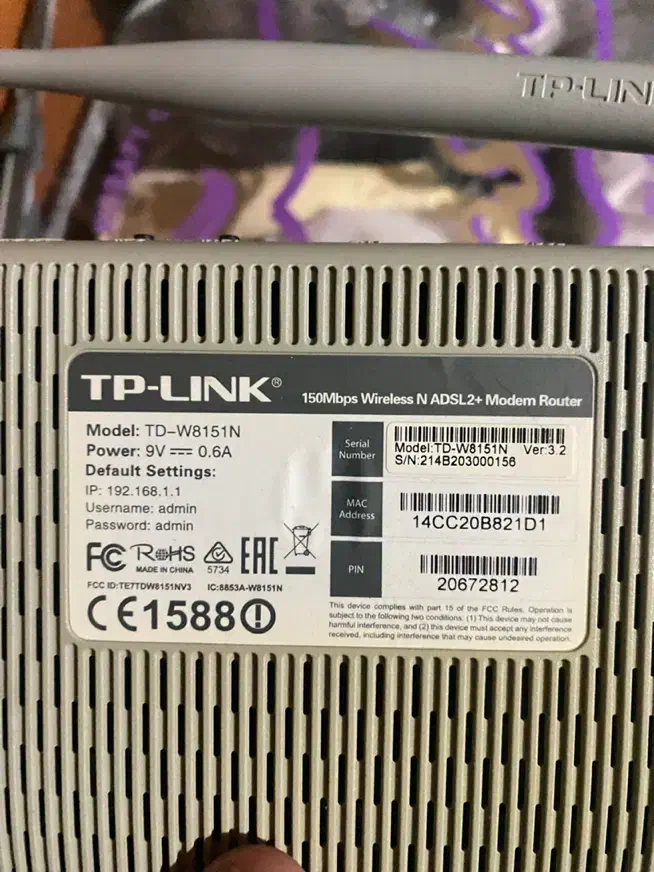 TP-LIN
TP-LINK®
150Mbps Wireless N ADSL2+ Modem Router
Model: TD-W8151N
Power: 9V⎓0.6A
Default Settings:
IP: 192.168.1.1
Username: admin
Password: admin
FC RoHS 5734 EAC
MADE IN CHINA
FCC ID:TE7TDW8151NV3 IC:8853A-W8151N
CE1588!
Serial
Number
Model:TD-W8151N Ver:3.2
S/N:214B203000156
MAC
Address
14CC20B821D1
PIN
20672812
This device complies with part 15 of the FCC Rules. Operation is
subject to the following two conditions: (1) This device may not cause
harmful interference, and (2) this device must accept any interference
received, including interference that may cause undesired operation.